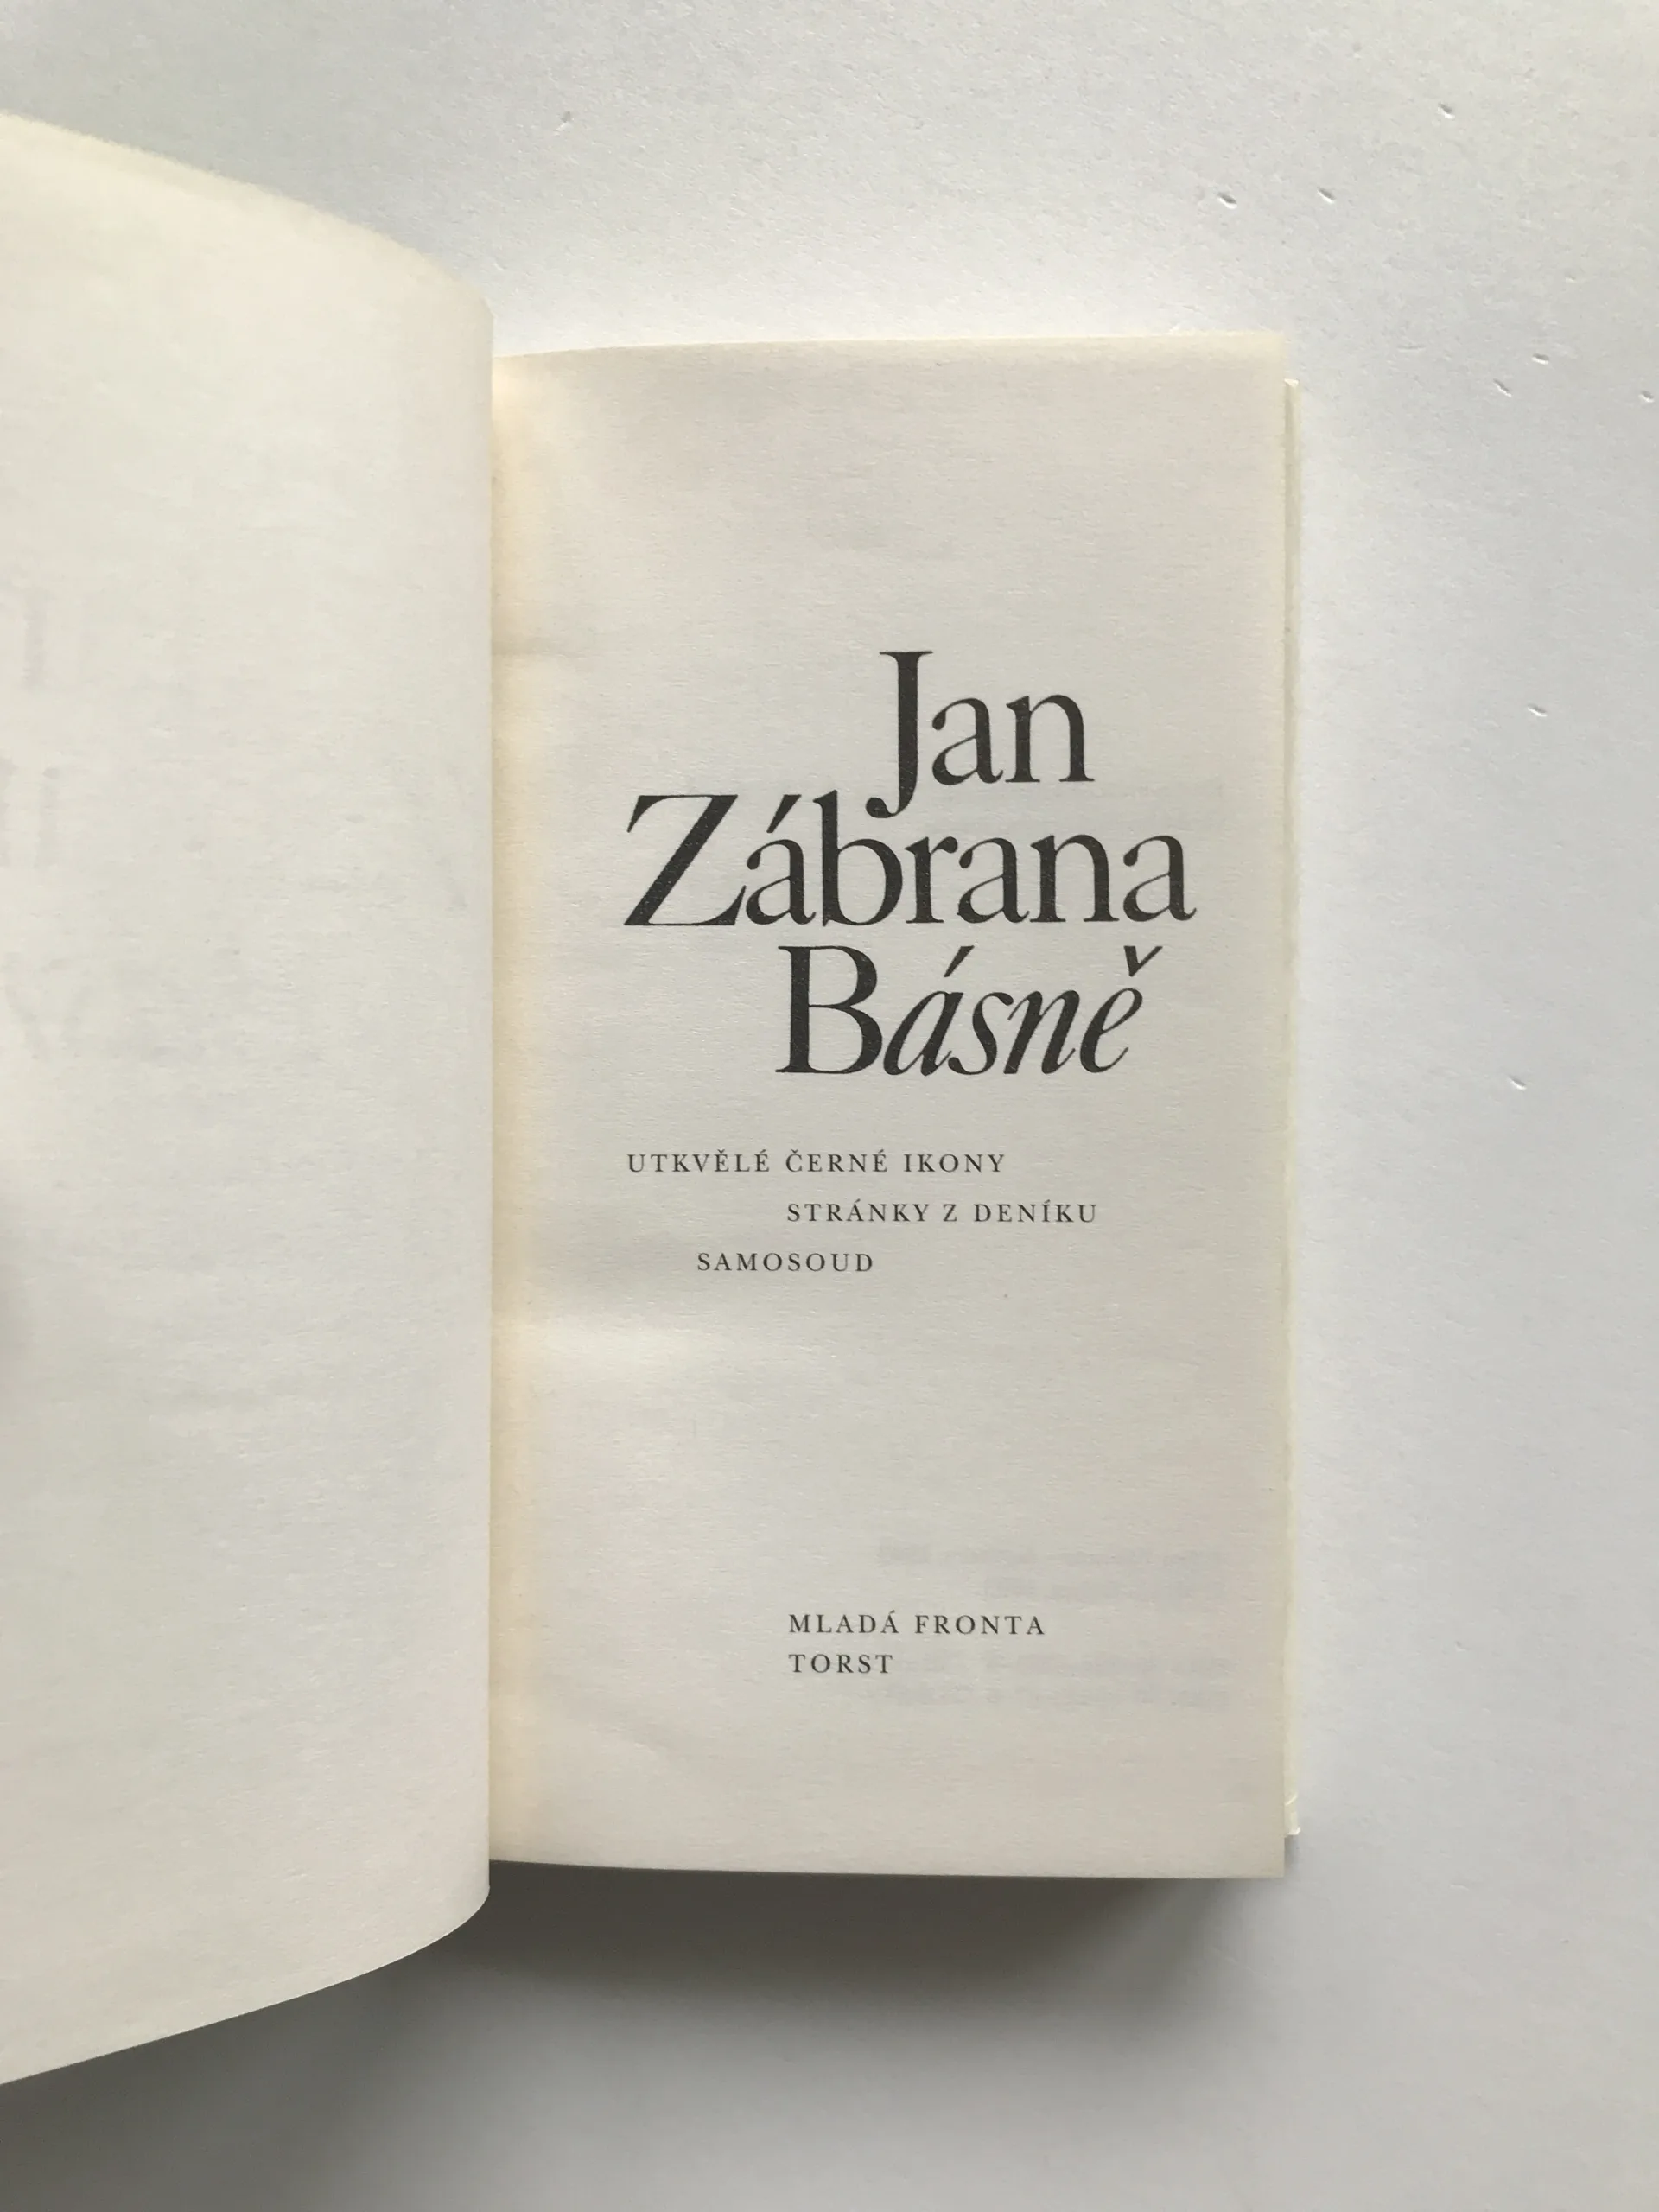 Jan
Zábrana
Básně
UTKVĚLÉ ČERNÉ IKONY
STRÁNKY Z DENÍKU
SAMOSOUD
MLADÁ FRONTA
TORST